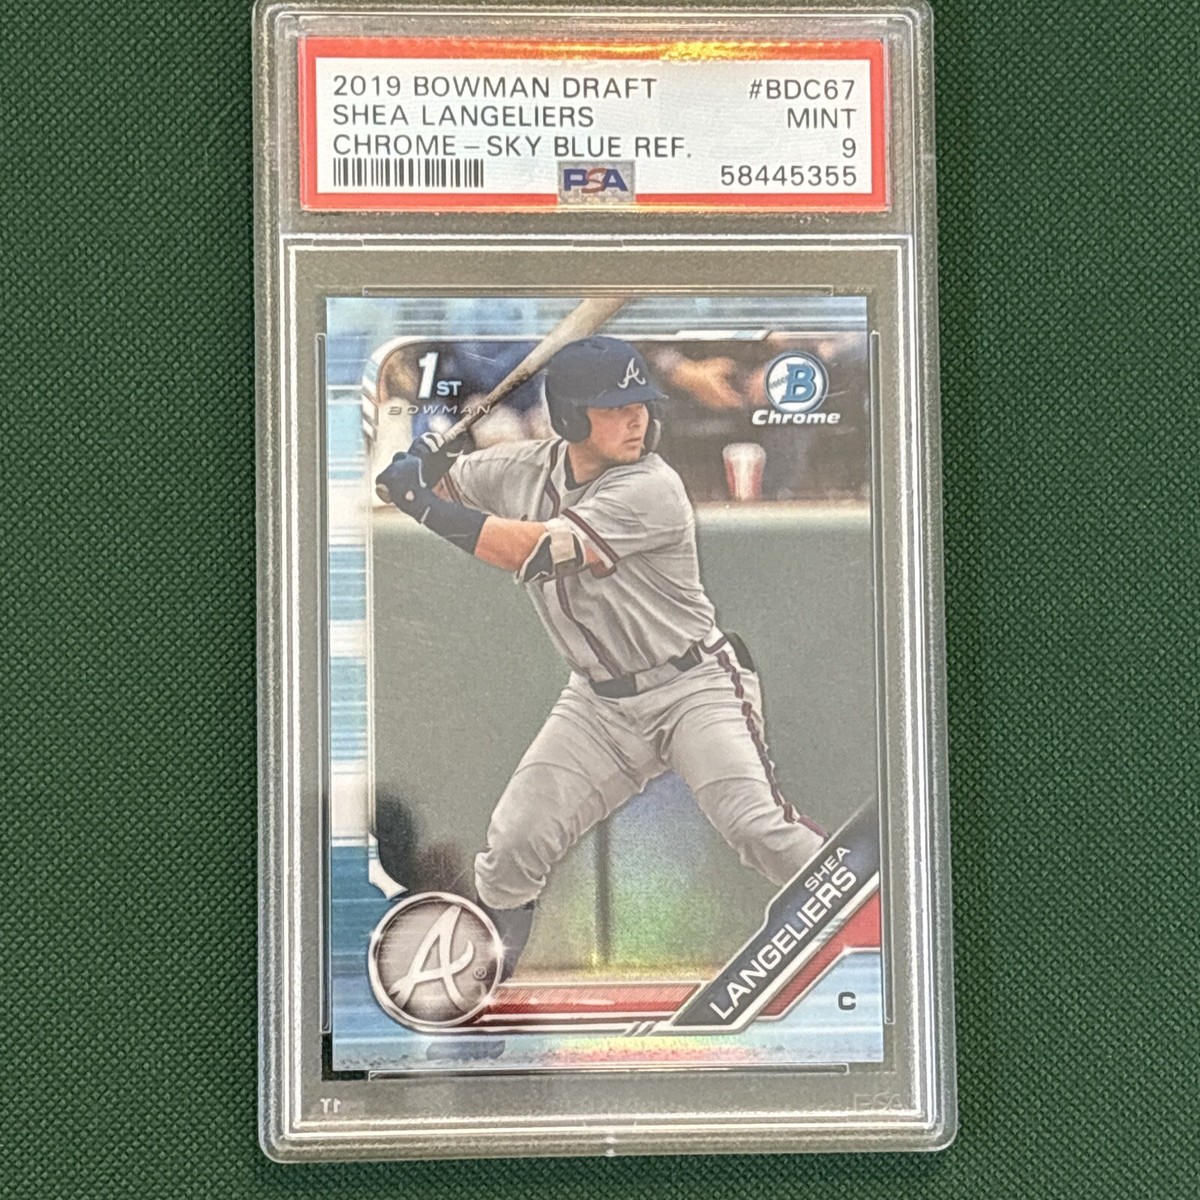 2019 BOWMAN DRAFT #BDC67
SHEA LANGELIERS MINT
CHROME – SKY BLUE REF. 9
PSA 58445355
1ST
BOWMAN
B
Chrome
A
SHEA
LANGELIERS
A®
C
PSA